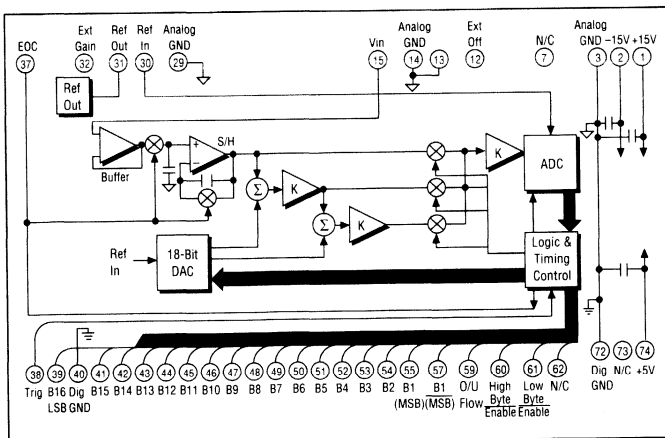 EOC
37
Ext
Gain
32
Ref
Out
31
Ref
In
30
Analog
GND
29
Vin
15
Analog
GND
14 13
Ext
Off
12
N/C
7
Analog
GND
3
−15V
2
+15V
1
Ref
Out
Buffer
+
−
S/H
Σ
K
Σ
K
K
ADC
Ref
In
18-Bit
DAC
Logic &
Timing
Control
38 39 40 41 42 43 44 45 46 47 48 49 50 51 52 53 54 55 57 59 60 61 62 72 73 74
Trig B16 Dig B15 B14 B13 B12 B11 B10 B9 B8 B7 B6 B5 B4 B3 B2 B1 B1 O/U High Low N/C Dig N/C +5V
LSB GND (MSB) (MSB) Flow Byte Byte GND
Enable Enable